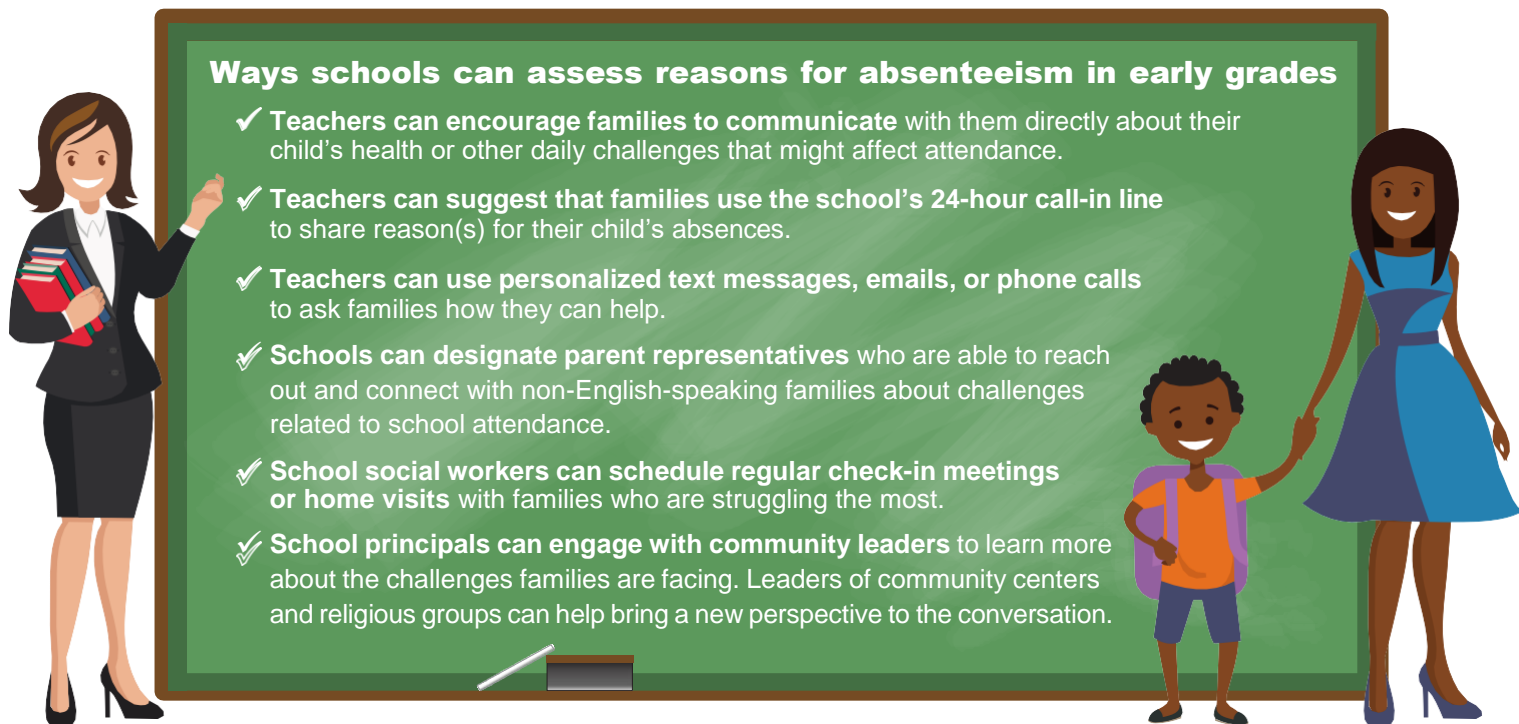 Ways schools can assess reasons for absenteeism in early grades
Teachers can encourage families to communicate with them directly about their
child’s health or other daily challenges that might affect attendance.
Teachers can suggest that families use the school’s 24-hour call-in line
to share reason(s) for their child’s absences.
Teachers can use personalized text messages, emails, or phone calls
to ask families how they can help.
Schools can designate parent representatives who are able to reach
out and connect with non-English-speaking families about challenges
related to school attendance.
School social workers can schedule regular check-in meetings
or home visits with families who are struggling the most.
School principals can engage with community leaders to learn more
about the challenges families are facing. Leaders of community centers
and religious groups can help bring a new perspective to the conversation.